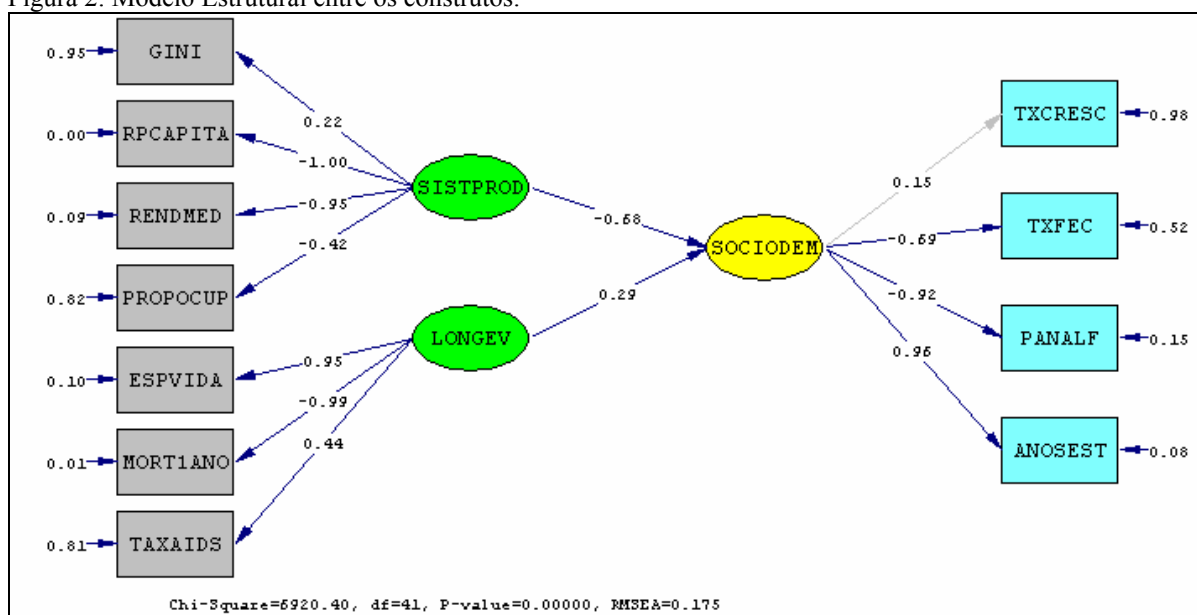 Figura 2: Modelo Estrutural entre os construtos.
0.95
GINI
0.00
RPCAPITA
0.09
RENDMED
0.82
PROPOCUP
0.10
ESPVIDA
0.01
MORT1ANO
0.81
TAXAIDS
0.22
-1.00
-0.95
-0.42
SISTPROD
0.95
-0.99
0.44
LONGEV
-0.68
0.29
SOCIODEM
0.15
-0.69
-0.92
0.96
TXCRESC
0.98
TXFEC
0.52
PANALF
0.15
ANOSEST
0.08
Chi-Square=6920.40, df=41, P-value=0.00000, RMSEA=0.175